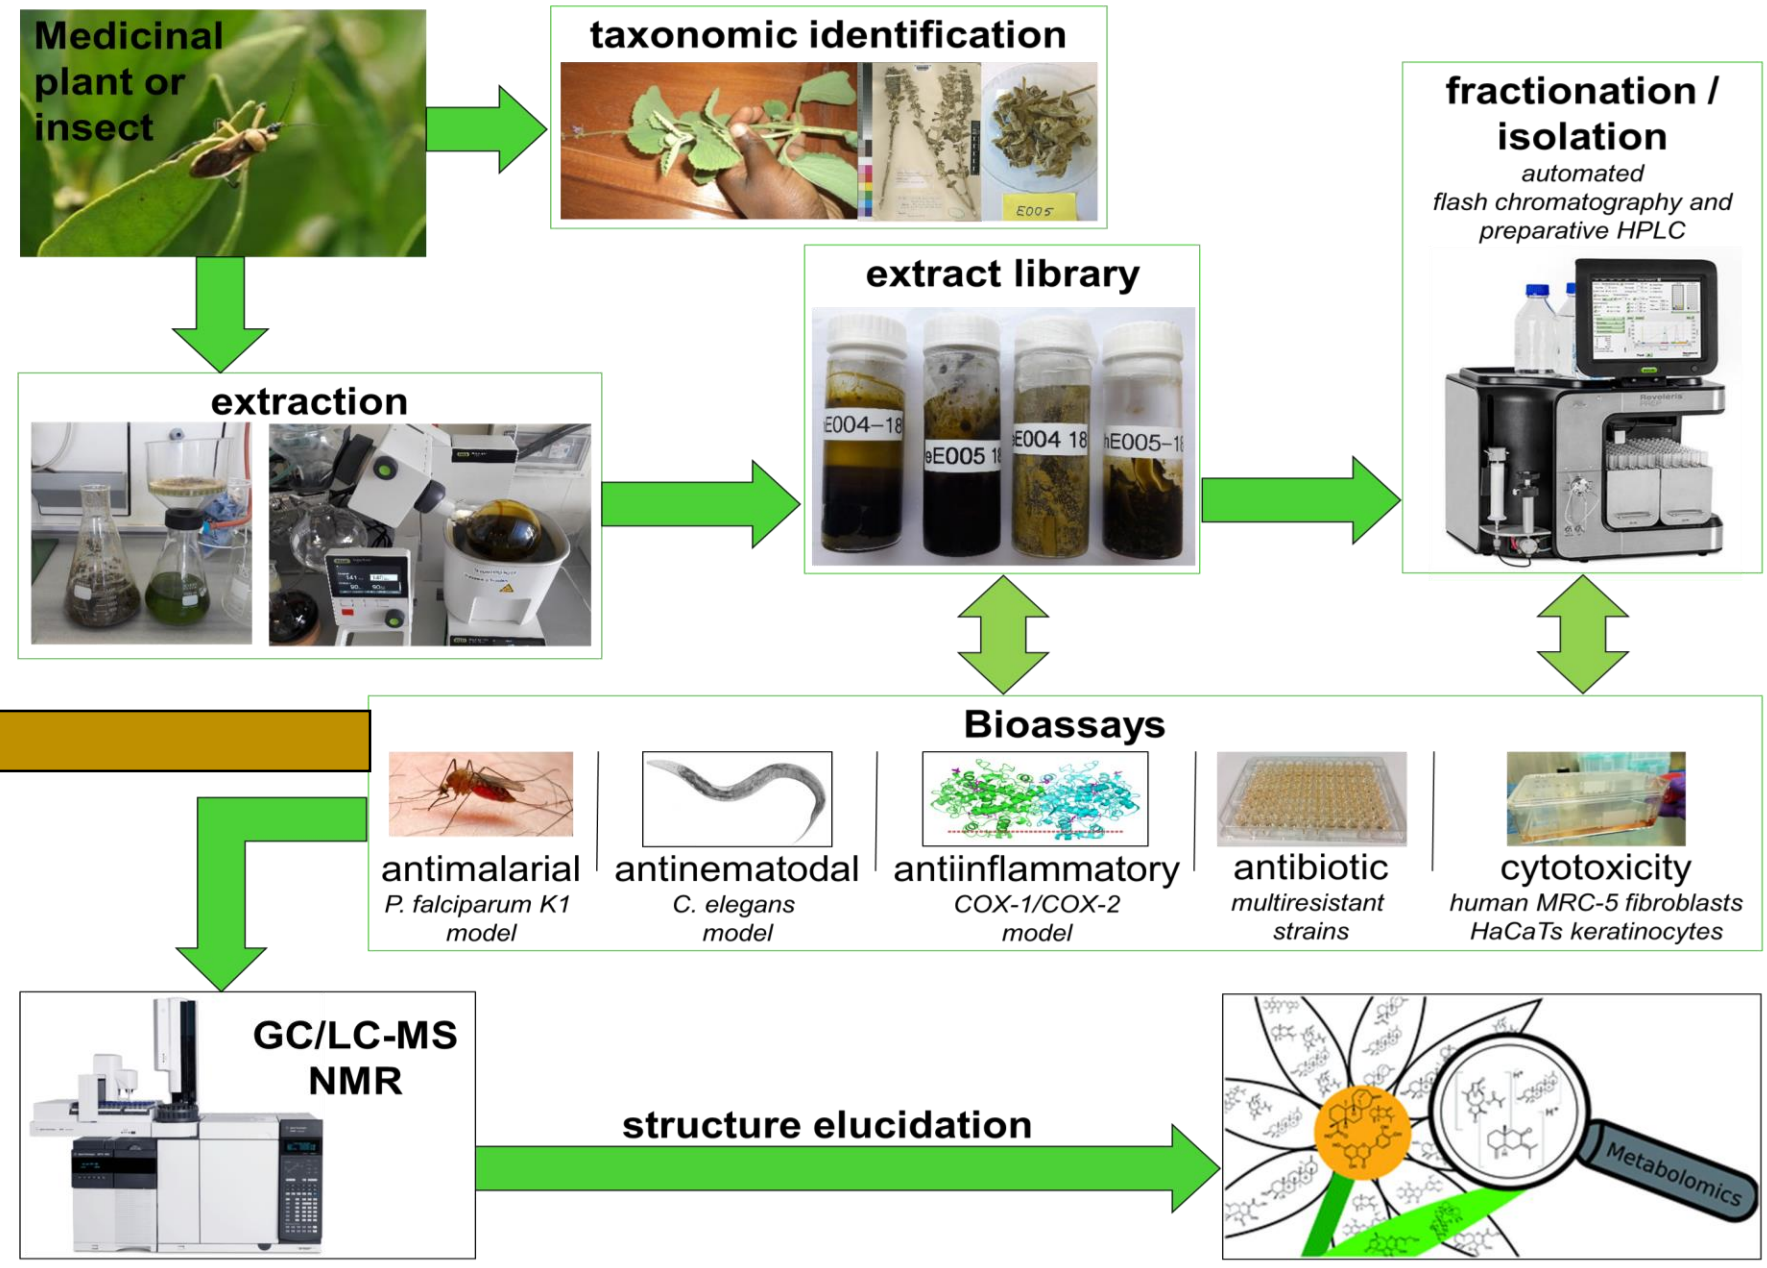 Medicinal
plant or
insect
taxonomic identification
E005
fractionation /
isolation
automated
flash chromatography and
preparative HPLC
Reveleris
PREP
extract library
E004-18
eE005 18
E004 18
hE005-18
extraction
Bioassays
antimalarial
P. falciparum K1
model
antinematodal
C. elegans
model
antiinflammatory
COX-1/COX-2
model
antibiotic
multiresistant
strains
cytotoxicity
human MRC-5 fibroblasts
HaCaTs keratinocytes
GC/LC-MS
NMR
structure elucidation
H+
H+
Metabolomics